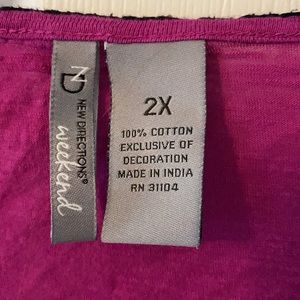 ND
NEW DIRECTIONS®
weekend
2X
100% COTTON
EXCLUSIVE OF
DECORATION
MADE IN INDIA
RN 31104